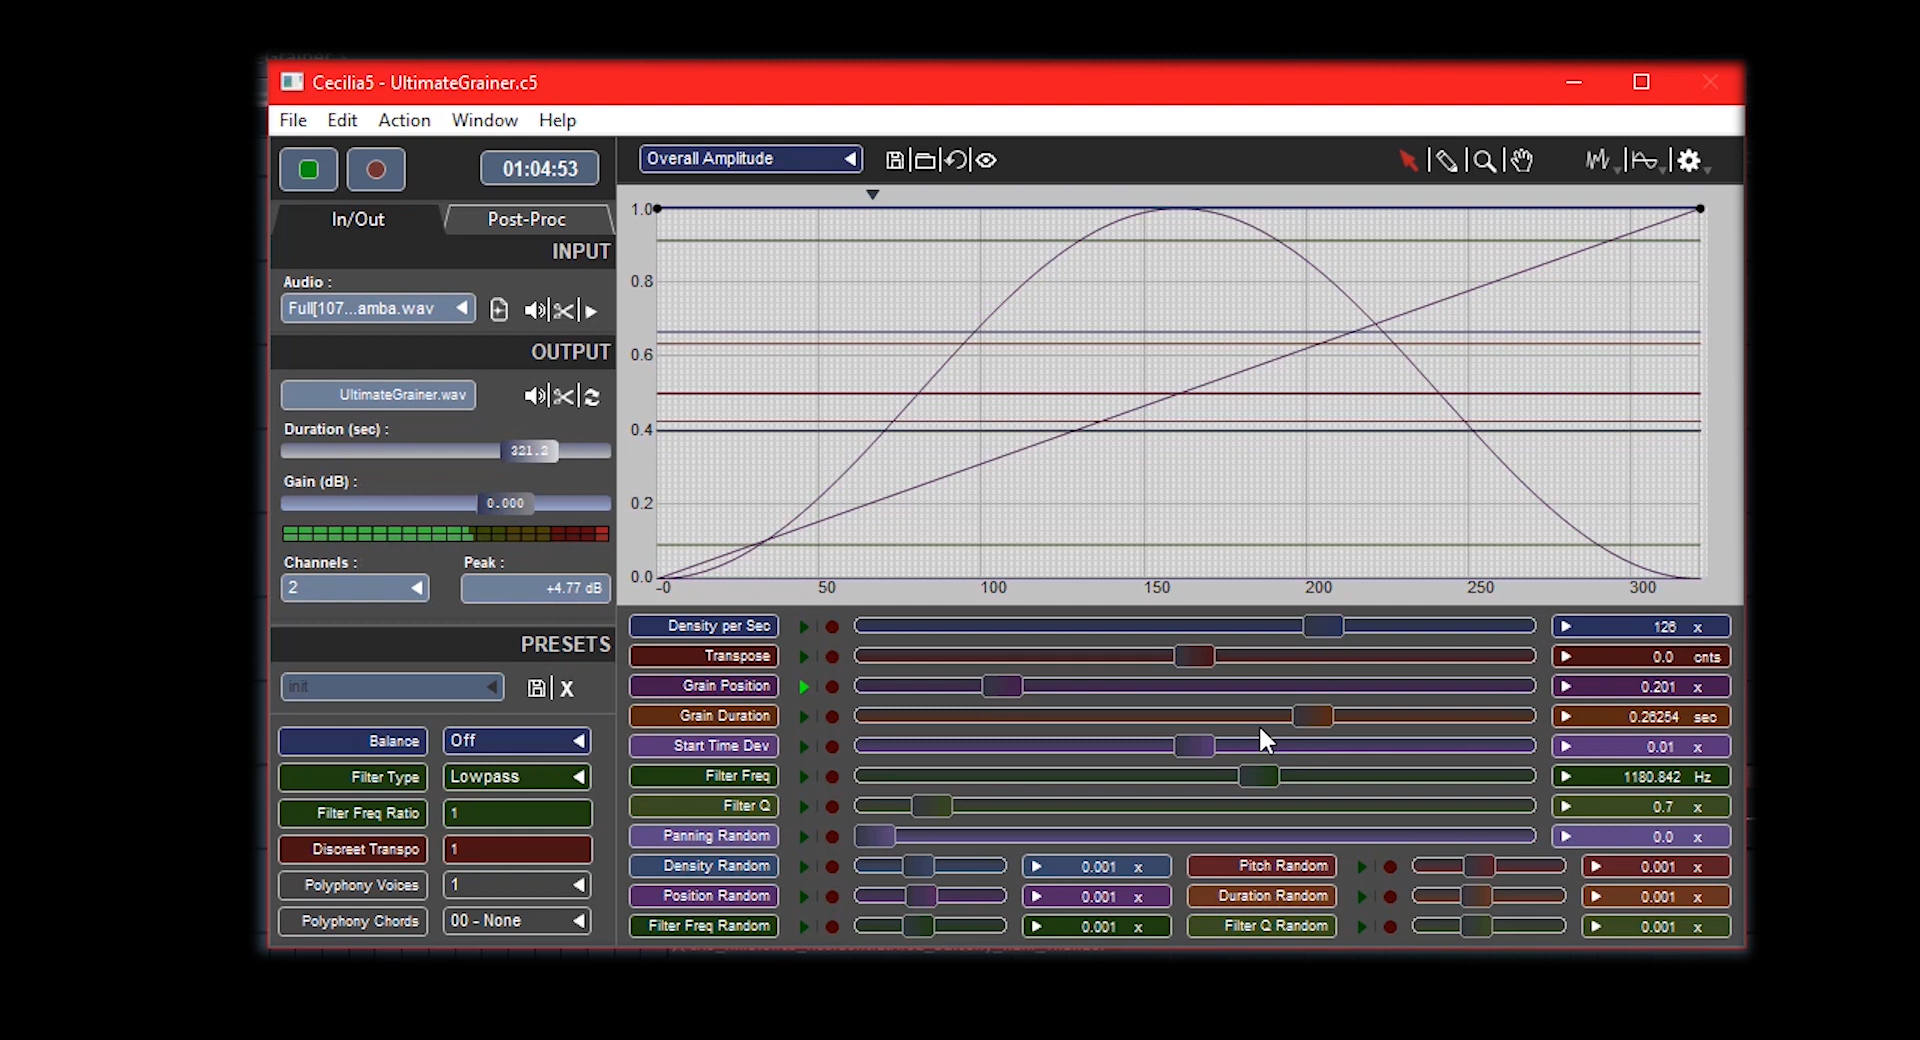 Cecilia5 - UltimateGrainer.c5
File Edit Action Window Help
01:04:53
Overall Amplitude
In/Out Post-Proc
INPUT
Audio :
Full[107...amba.wav
OUTPUT
UltimateGrainer.wav
Duration (sec) :
321.2
Gain (dB) :
0.000
Channels : Peak :
2 +4.77 dB
PRESETS
init
X
Balance Off
Filter Type Lowpass
Filter Freq Ratio 1
Discreet Transpo 1
Polyphony Voices 1
Polyphony Chords 00 - None
1.0
0.8
0.6
0.4
0.2
0.0
-0 50 100 150 200 250 300
Density per Sec 126 x
Transpose 0.0 cnts
Grain Position 0.201 x
Grain Duration 0.26254 sec
Start Time Dev 0.01 x
Filter Freq 1180.842 Hz
Filter Q 0.7 x
Panning Random 0.0 x
Density Random 0.001 x Pitch Random 0.001 x
Position Random 0.001 x Duration Random 0.001 x
Filter Freq Random 0.001 x Filter Q Random 0.001 x